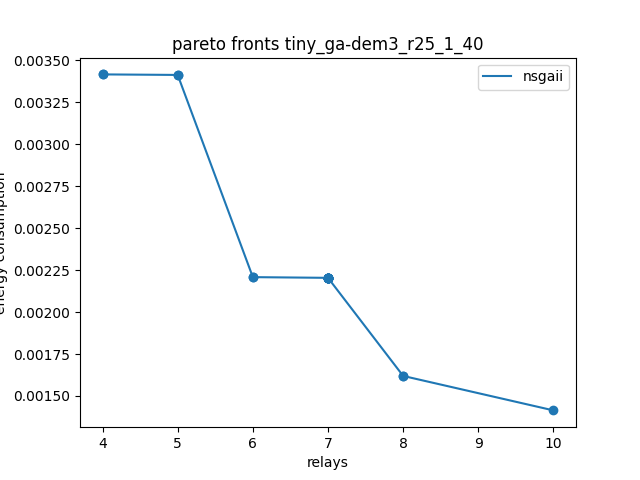 pareto fronts tiny_ga-dem3_r25_1_40
nsgaii
energy consumption
0.00350
0.00325
0.00300
0.00275
0.00250
0.00225
0.00200
0.00175
0.00150
4 5 6 7 8 9 10
relays